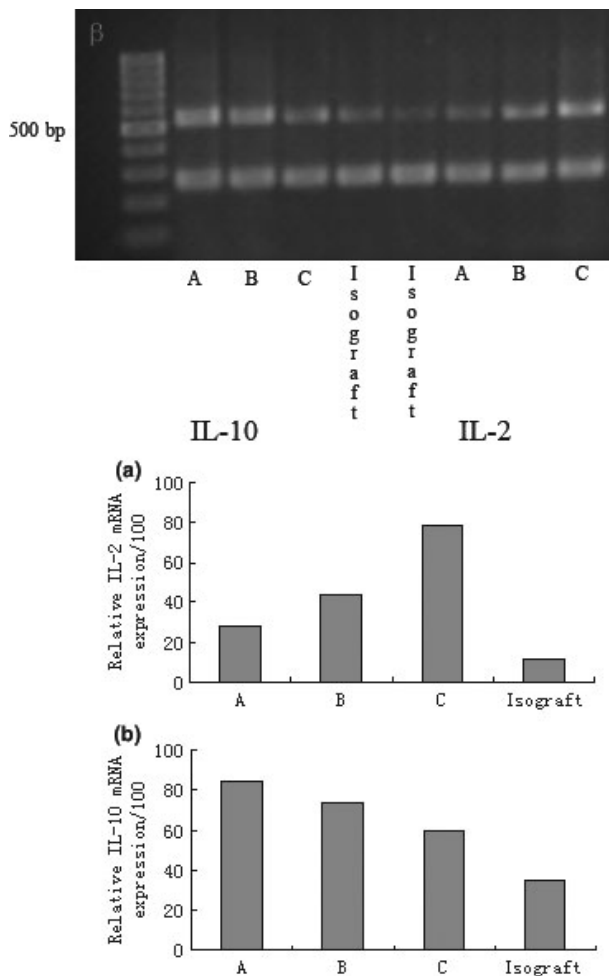 β
500 bp
A B C Isograft Isograft A B C
IL-10 IL-2
(a)
Relative IL-2 mRNA
expression/100
100
80
60
40
20
0
A B C Isograft
(b)
Relative IL-10 mRNA
expression/100
100
80
60
40
20
0
A B C Isograft